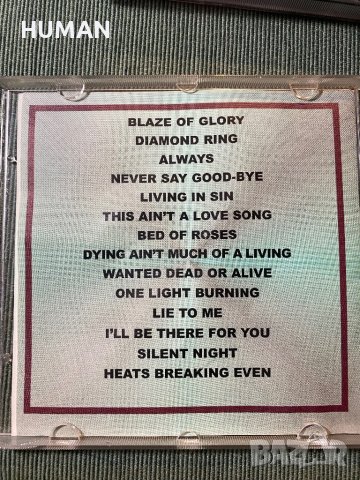 HUMAN
BLAZE OF GLORY
DIAMOND RING
ALWAYS
NEVER SAY GOOD-BYE
LIVING IN SIN
THIS AIN'T A LOVE SONG
BED OF ROSES
DYING AIN'T MUCH OF A LIVING
WANTED DEAD OR ALIVE
ONE LIGHT BURNING
LIE TO ME
I'LL BE THERE FOR YOU
SILENT NIGHT
HEATS BREAKING EVEN
BAZAR